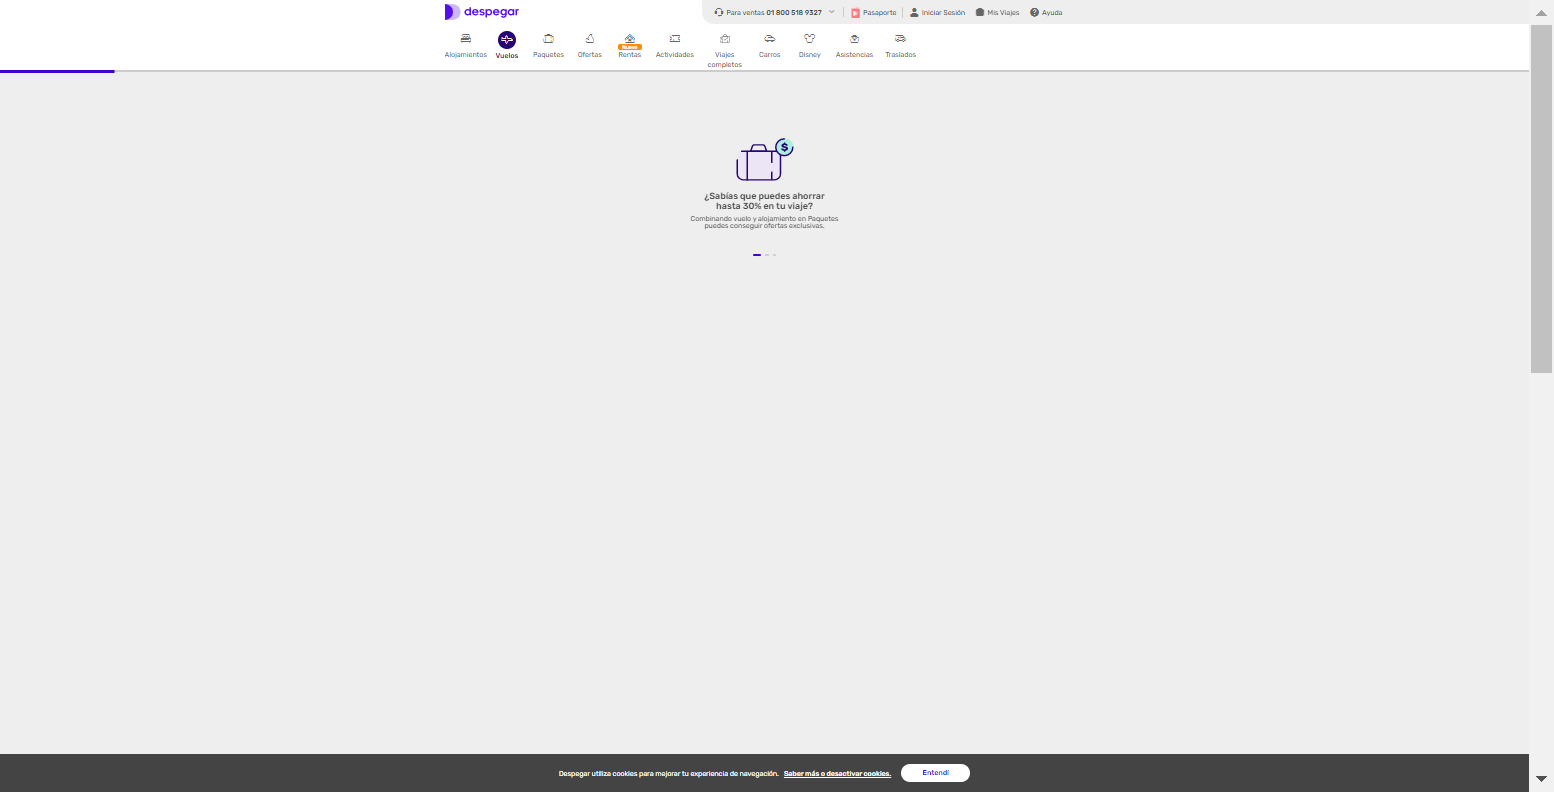 despegar
Para ventas 01 800 518 9327
Pasaporte
Iniciar Sesión
Mis Viajes
Ayuda
Alojamientos
Vuelos
Paquetes
Ofertas
Nuevo
Rentas
Actividades
Viajes
completos
Carros
Disney
Asistencias
Traslados
$
¿Sabías que puedes ahorrar
hasta 30% en tu viaje?
Combinando vuelo y alojamiento en Paquetes
puedes conseguir ofertas exclusivas.
Despegar utiliza cookies para mejorar tu experiencia de navegación. Saber más o desactivar cookies.
Entendí